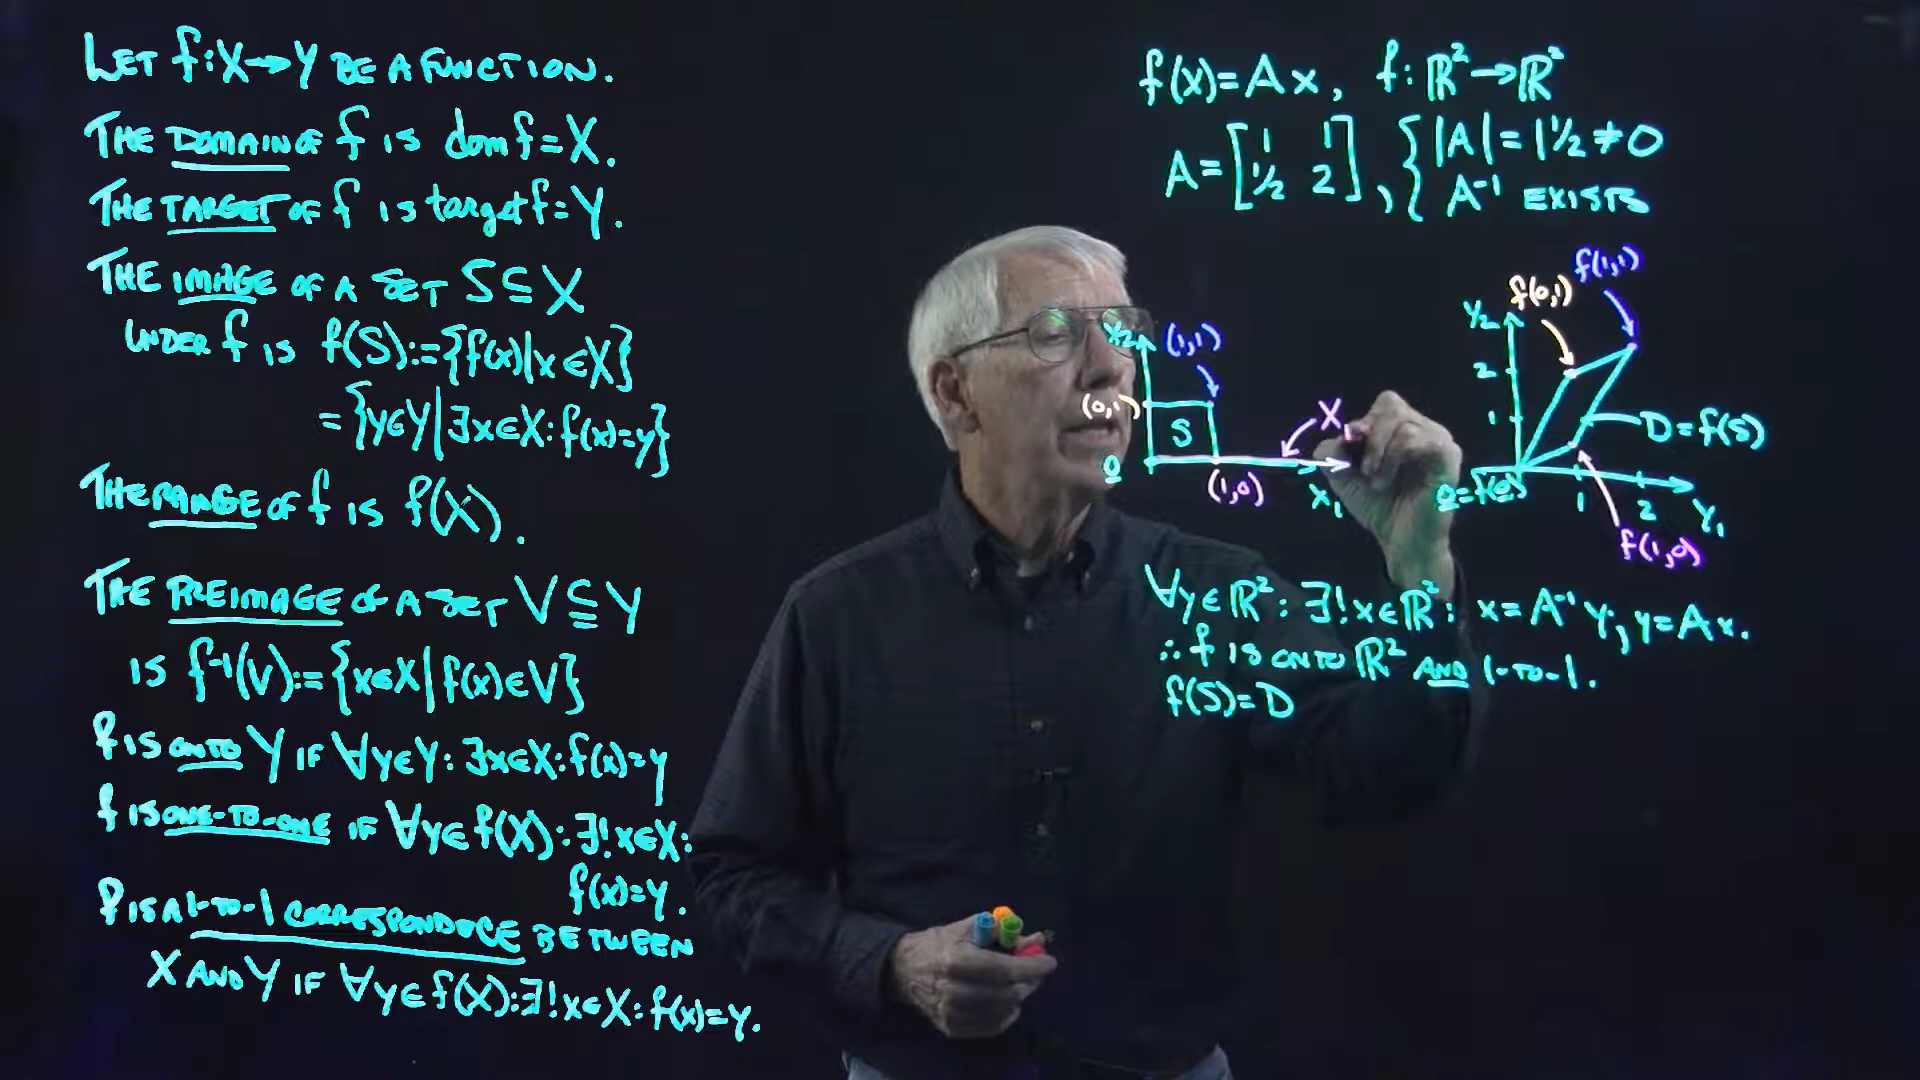 LET f:X→Y BE A FUNCTION.
THE DOMAIN OF f IS dom f=X.
THE TARGET OF f IS target f=Y.
THE IMAGE OF A SET S⊆X
UNDER f IS f(S):={f(x)|x∈X}
={y∈Y|∃x∈X:f(x)=y}
THE RANGE OF f IS f(X).
THE PREIMAGE OF A SET V⊆Y
IS f⁻¹(V):={x∈X|f(x)∈V}
f IS ONTO Y IF ∀y∈Y:∃x∈X:f(x)=y
f IS ONE-TO-ONE IF ∀y∈f(X):∃!x∈X:
f(x)=y.
f IS A 1-TO-1 CORRESPONDECE BETWEEN
X AND Y IF ∀y∈f(X):∃!x∈X:f(x)=y.
f(x)=Ax, f:ℝ²→ℝ²
A=[1 1
1/2 2], {|A|=1 1/2≠0
A⁻¹ EXISTS
x₂
(1,1)
(0,1)
S
0
(1,0)
X₁
x₁
f(1,1)
f(0,1)
y₂
2
1
D=f(S)
0=f(0)
1
2
y₁
f(1,0)
∀y∈ℝ²:∃!x∈ℝ²: x=A⁻¹y, y=Ax.
∴ f IS ONTO ℝ² AND 1-TO-1.
f(S)=D